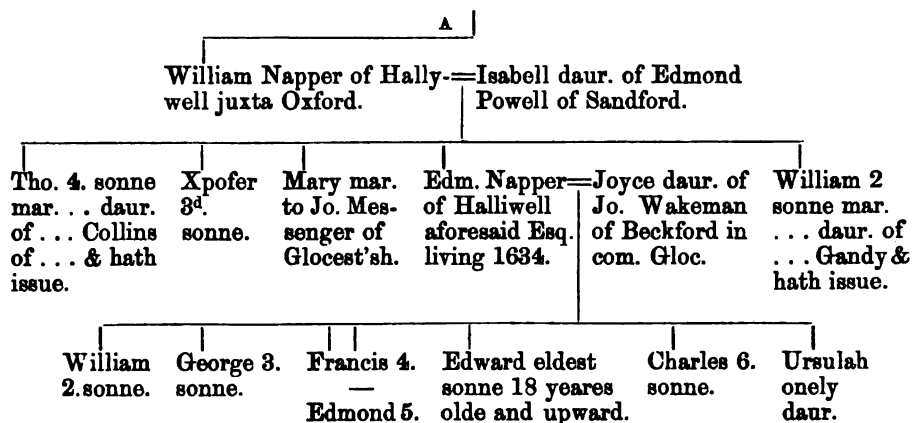 A
William Napper of Hally-=Isabell daur. of Edmond
well juxta Oxford. Powell of Sandford.
Tho. 4. sonne
mar. . . daur.
of . . . Collins
of . . . & hath
issue.
Xpofer
3d.
sonne.
Mary mar.
to Jo. Mes-
senger of
Glocest'sh.
Edm. Napper=Joyce daur. of
of Halliwell Jo. Wakeman
aforesaid Esq. of Beckford in
living 1634. com. Gloc.
William 2
sonne mar.
. . . daur. of
. . . Gandy &
hath issue.
William
2. sonne.
George 3.
sonne.
Francis 4.
—
Edmond 5.
Edward eldest
sonne 18 yeares
olde and upward.
Charles 6.
sonne.
Ursulah
onely
daur.